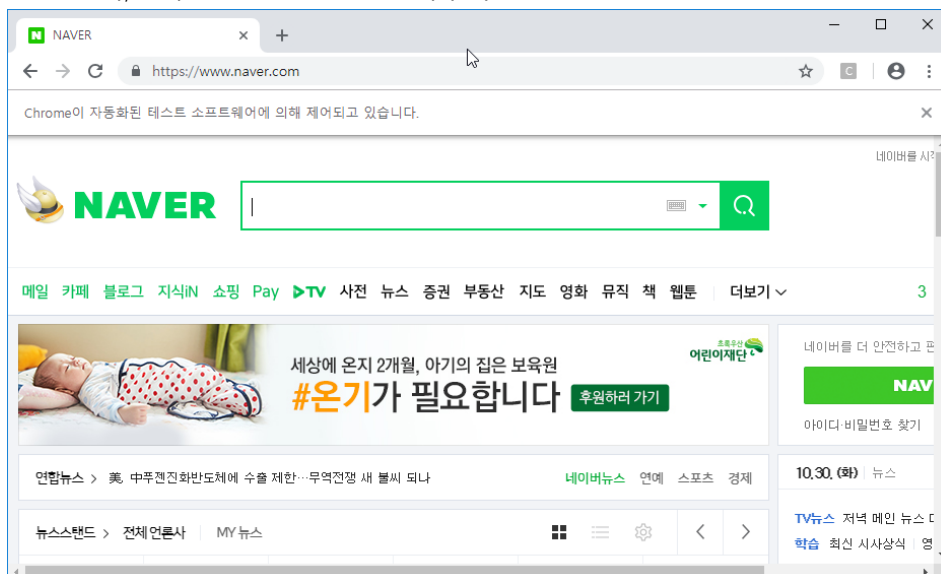 NAVER
https://www.naver.com
Chrome이 자동화된 테스트 소프트웨어에 의해 제어되고 있습니다.
네이버를 시작
NAVER
메일 카페 블로그 지식iN 쇼핑 Pay TV 사전 뉴스 증권 부동산 지도 영화 뮤직 책 웹툰 더보기 3
세상에 온지 2개월, 아기의 집은 보육원
#온기가 필요합니다 후원하러 가기
초록우산
어린이재단
네이버를 더 안전하고
NAV
아이디·비밀번호 찾기
연합뉴스 > 美, 中푸젠진화반도체에 수출 제한…무역전쟁 새 불씨 되나
네이버뉴스 연예 스포츠 경제
10.30. (화) 뉴스
뉴스스탠드 > 전체언론사 MY뉴스
TV뉴스 저녁 메인 뉴스
학습 최신 시사상식 영